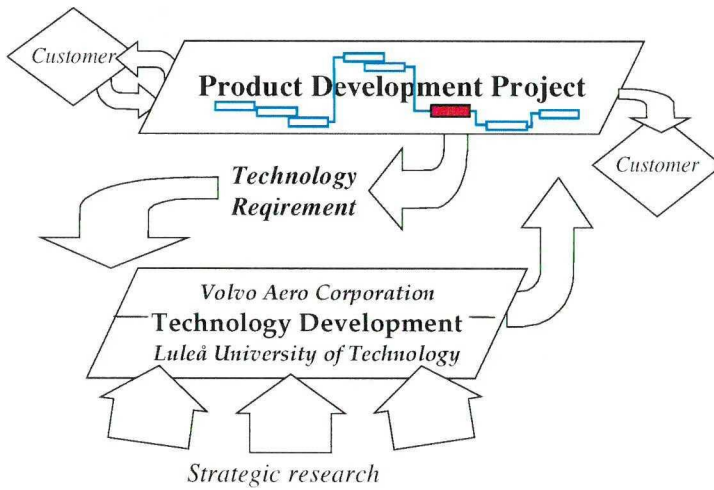 Customer
Product Development Project
Customer
Technology
Reqirement
Volvo Aero Corporation
Technology Development
Luleå University of Technology
Strategic research